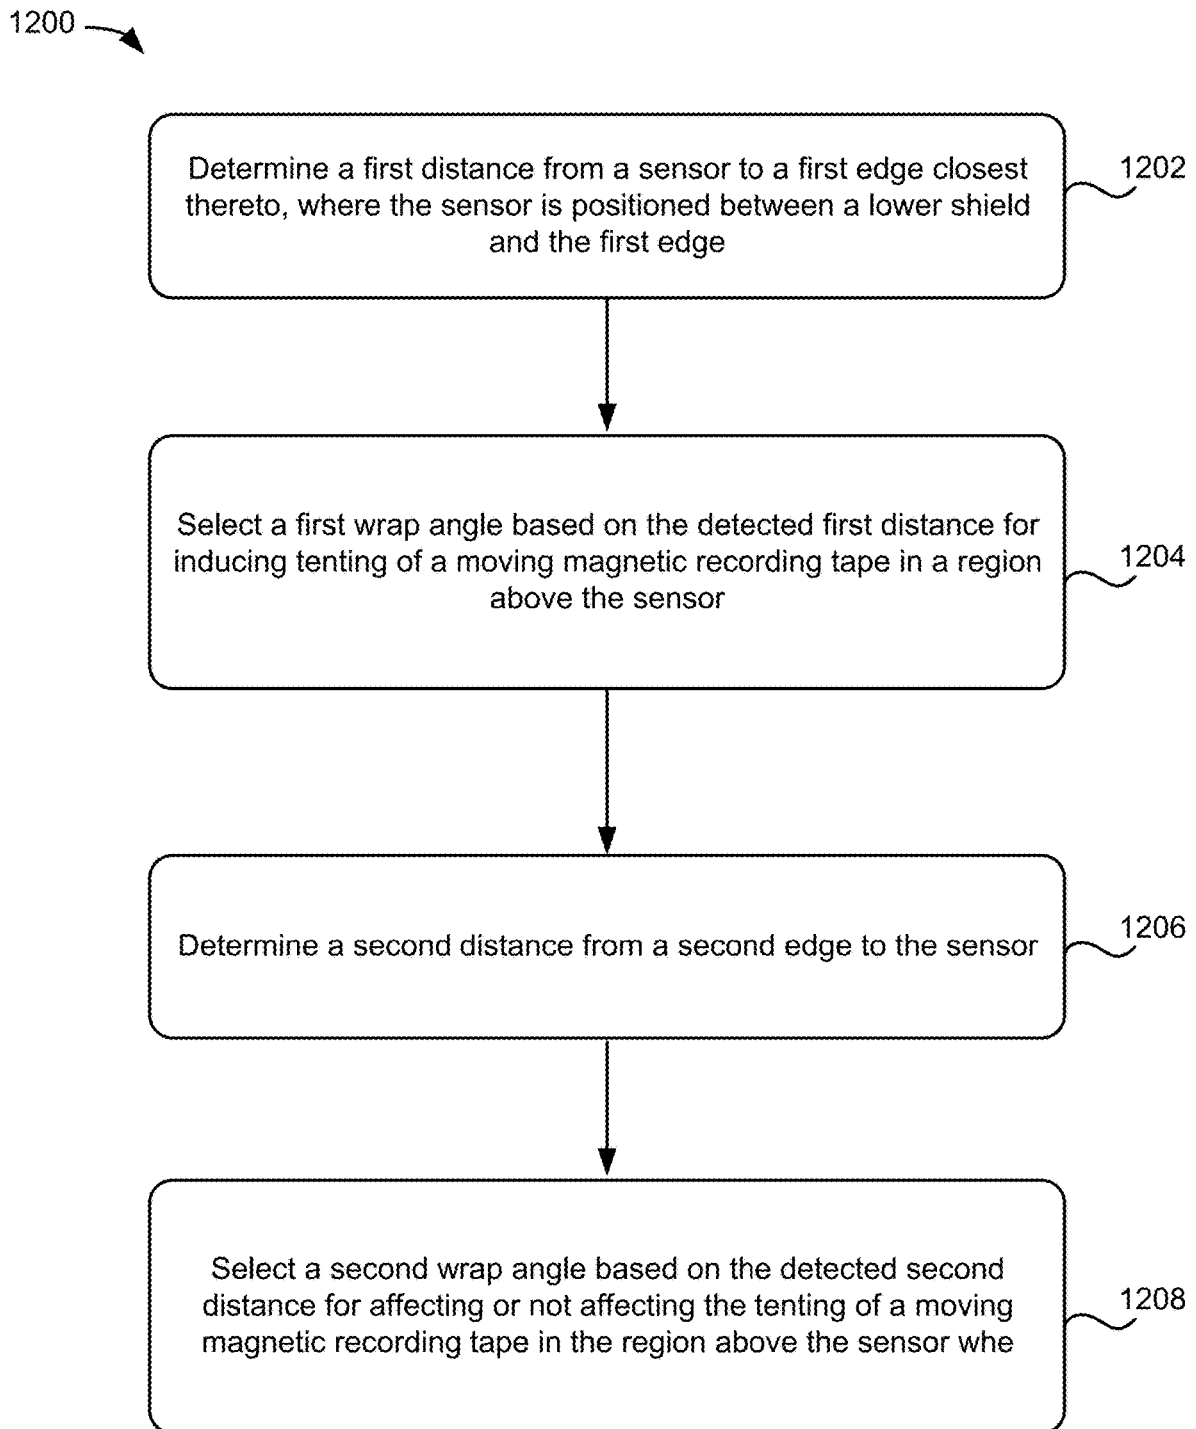 1200
Determine a first distance from a sensor to a first edge closest
thereto, where the sensor is positioned between a lower shield
and the first edge
1202
Select a first wrap angle based on the detected first distance for
inducing tenting of a moving magnetic recording tape in a region
above the sensor
1204
Determine a second distance from a second edge to the sensor
1206
Select a second wrap angle based on the detected second
distance for affecting or not affecting the tenting of a moving
magnetic recording tape in the region above the sensor whe
1208